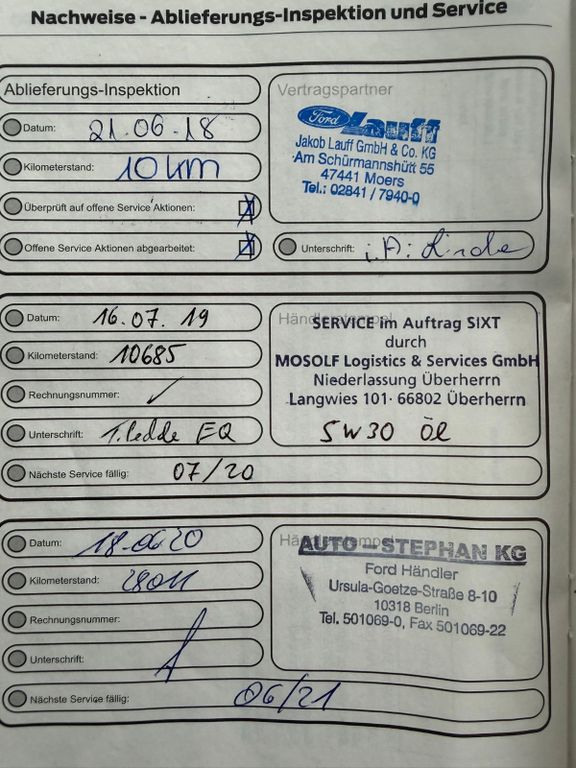 Nachweise - Ablieferungs-Inspektion und Service
Ablieferungs-Inspektion
Datum: 21.06.18
Kilometerstand: 10 km
Überprüft auf offene Service Aktionen: X
Offene Service Aktionen abgearbeitet: X
Vertragspartner
Ford Lauff
Jakob Lauff GmbH & Co. KG
Am Schürmannshütt 55
47441 Moers
Tel.: 02841 / 7940-0
Unterschrift: i.A.
Datum: 16.07.19
Kilometerstand: 10685
Rechnungsnummer: ✓
Unterschrift:
Nächste Service fällig: 07/20
Händlerstempel
SERVICE im Auftrag SIXT
durch
MOSOLF Logistics & Services GmbH
Niederlassung Überherrn
Langwies 101· 66802 Überherrn
5W30 Öl
Datum: 18.06.20
Kilometerstand: 28011
Rechnungsnummer:
Unterschrift:
Nächste Service fällig: 06/21
Händlerstempel
AUTO-STEPHAN KG
Ford Händler
Ursula-Goetze-Straße 8-10
10318 Berlin
Tel. 501069-0, Fax 501069-22